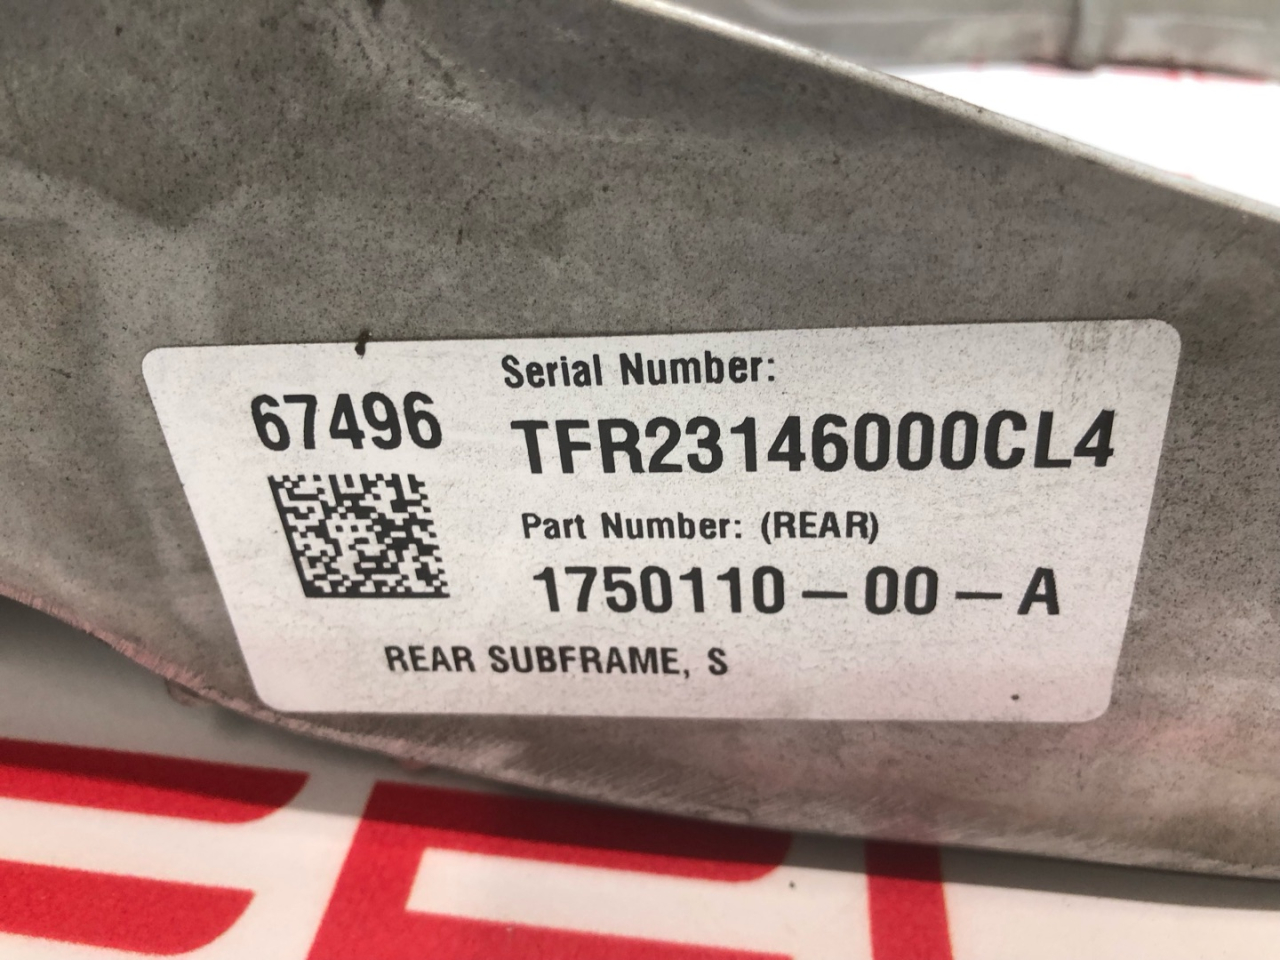 67496
Serial Number:
TFR23146000CL4
Part Number: (REAR)
1750110-00-A
REAR SUBFRAME, S